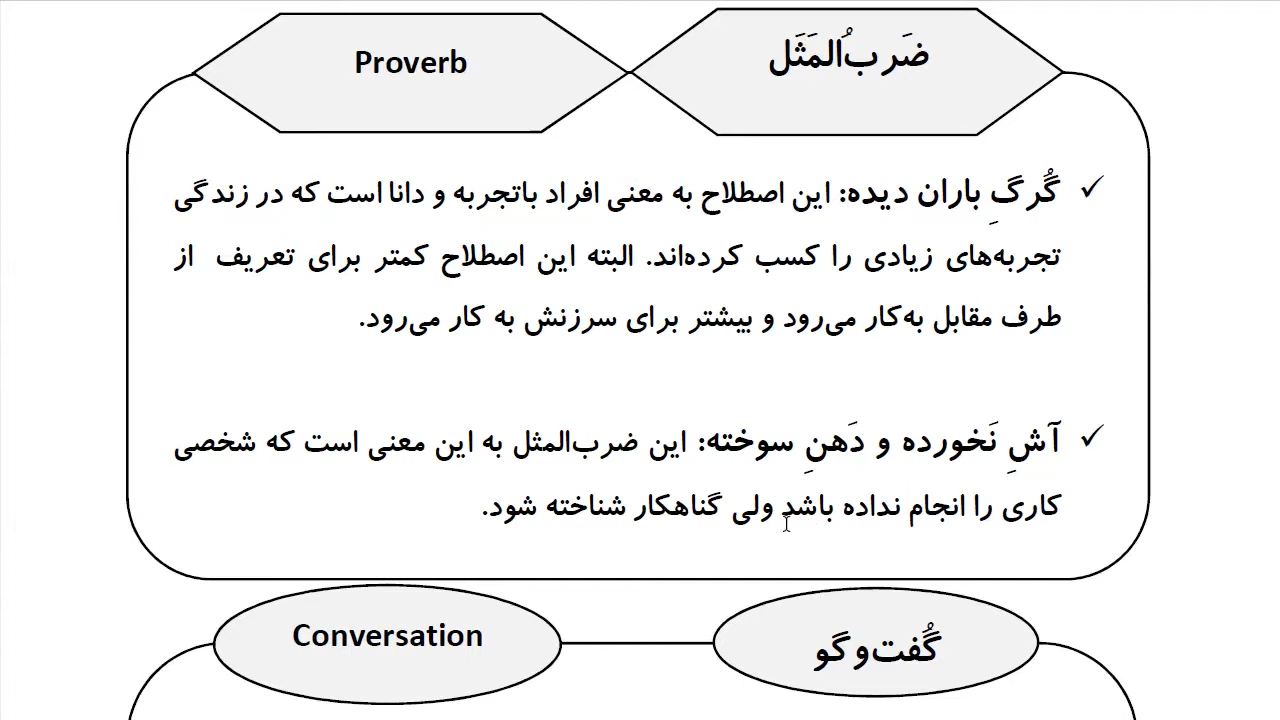 ضَربُ‌المَثَل
Proverb
✓ گُرگِ باران دیده: این اصطلاح به معنی افراد باتجربه و دانا است که در زندگی
تجربه‌های زیادی را کسب کرده‌اند. البته این اصطلاح کمتر برای تعریف از
طرف مقابل به‌کار می‌رود و بیشتر برای سرزنش به کار می‌رود.
✓ آشِ نَخورده و دَهنِ سوخته: این ضرب‌المثل به این معنی است که شخصی
کاری را انجام نداده باشد ولی گناهکار شناخته شود.
گُفت‌وگو
Conversation